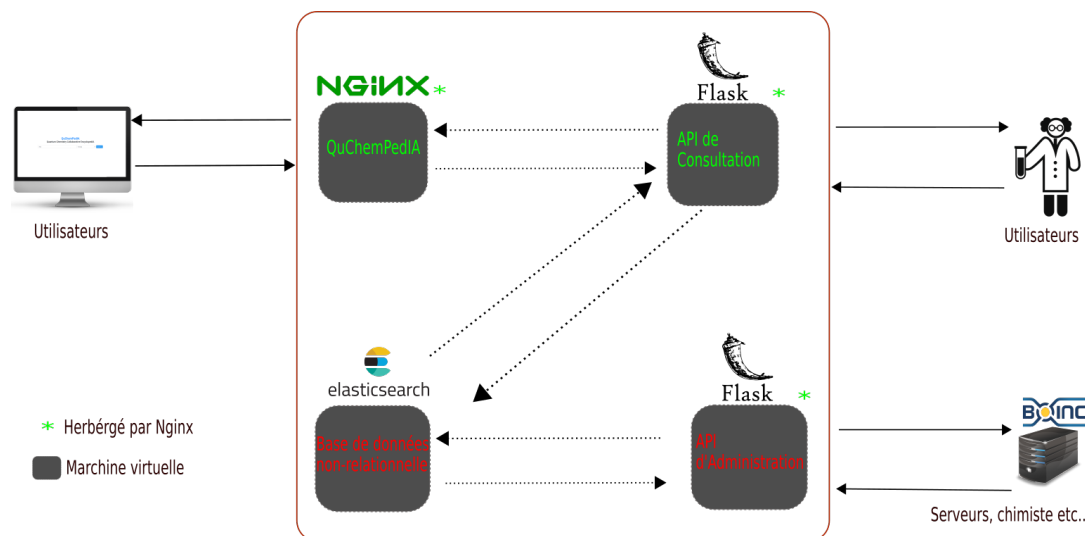 NGINX *
Flask *
QuChemPedIA
API de
Consultation
Utilisateurs
Utilisateurs
elasticsearch
Flask *
Base de données
non-relationnelle
API
d'Administration
BOINC
* Herbérgé par Nginx
Marchine virtuelle
Serveurs, chimiste etc..